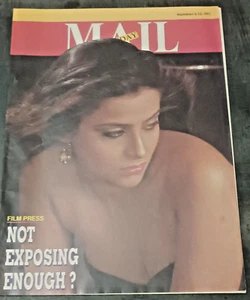 MAIL
FILM PRESS
NOT
EXPOSING
ENOUGH ?